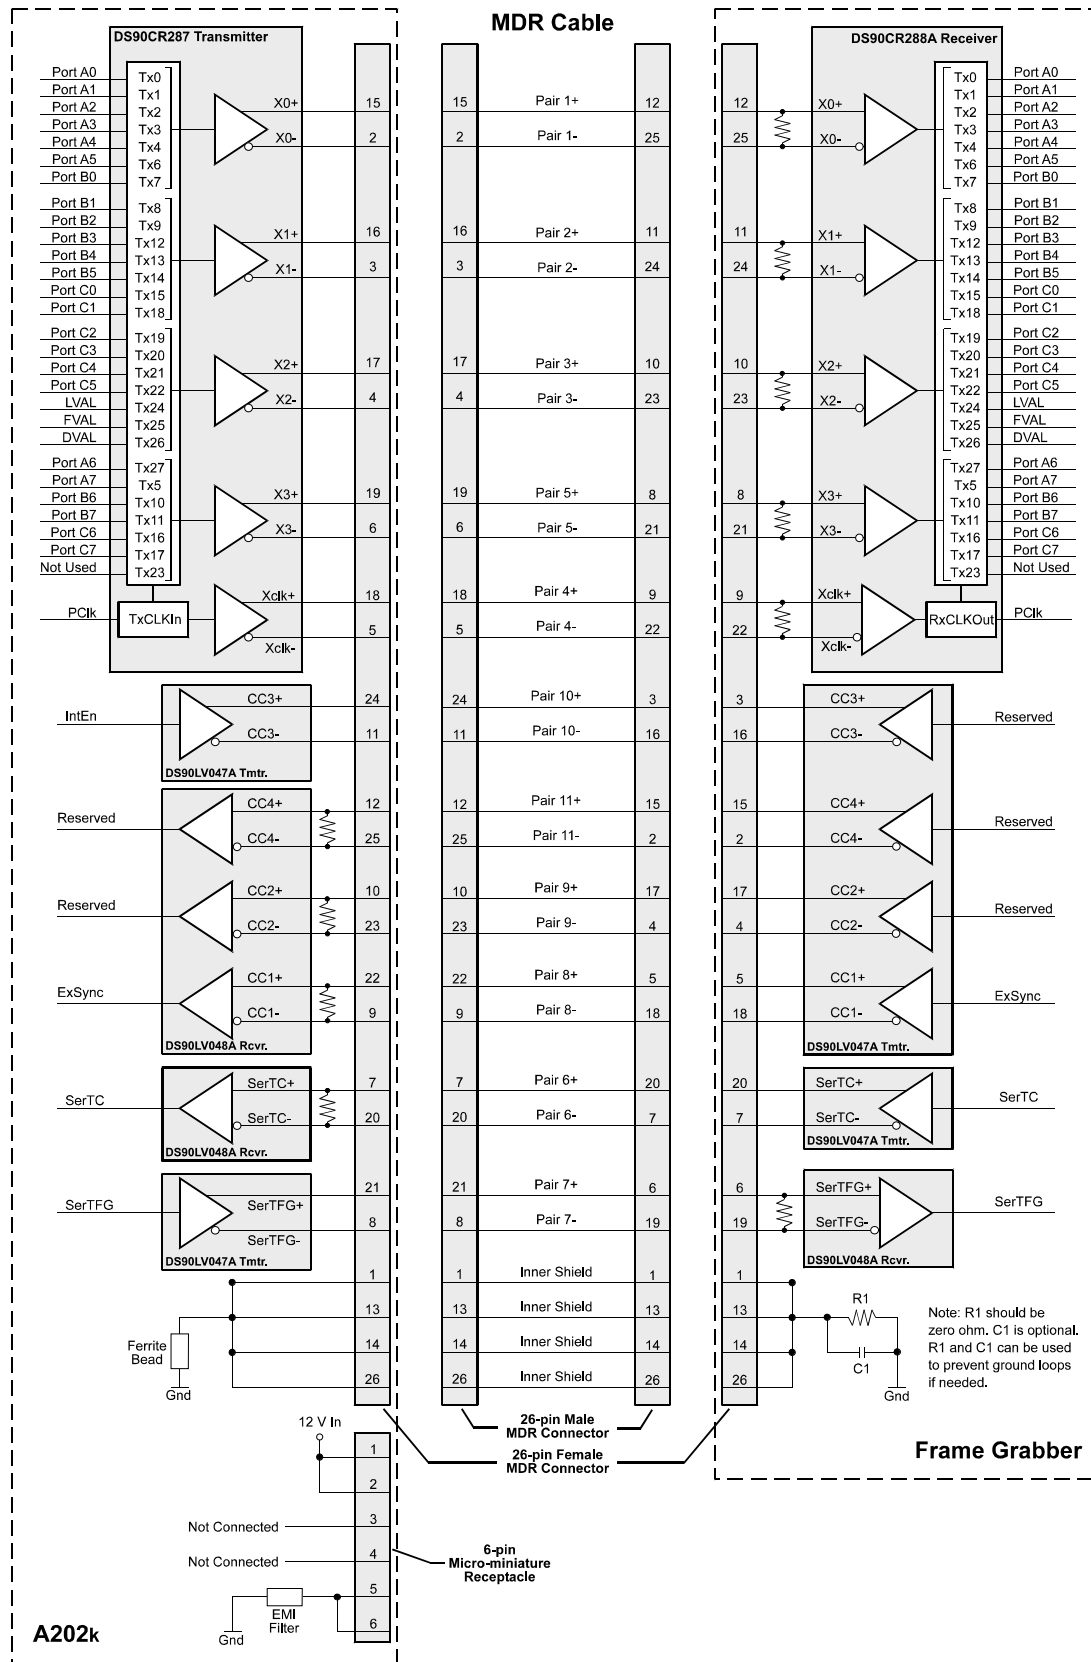 MDR Cable
DS90CR287 Transmitter
Port A0
Port A1
Port A2
Port A3
Port A4
Port A5
Port B0
Tx0
Tx1
Tx2
Tx3
Tx4
Tx6
Tx7
X0+
X0-
15
2
Port B1
Port B2
Port B3
Port B4
Port B5
Port C0
Port C1
Tx8
Tx9
Tx12
Tx13
Tx14
Tx15
Tx18
X1+
X1-
16
3
Port C2
Port C3
Port C4
Port C5
LVAL
FVAL
DVAL
Tx19
Tx20
Tx21
Tx22
Tx24
Tx25
Tx26
X2+
X2-
17
4
Port A6
Port A7
Port B6
Port B7
Port C6
Port C7
Not Used
Tx27
Tx5
Tx10
Tx11
Tx16
Tx17
Tx23
X3+
X3-
19
6
PClk
TxCLKIn
Xclk+
Xclk-
18
5
IntEn
CC3+
CC3-
24
11
DS90LV047A Tmtr.
Reserved
CC4+
CC4-
12
25
Reserved
CC2+
CC2-
10
23
ExSync
CC1+
CC1-
22
9
DS90LV048A Rcvr.
SerTC
SerTC+
SerTC-
7
20
DS90LV048A Rcvr.
SerTFG
SerTFG+
SerTFG-
21
8
DS90LV047A Tmtr.
1
13
14
26
Ferrite
Bead
Gnd
12 V In
1
2
Not Connected
3
Not Connected
4
5
6
EMI
Filter
Gnd
6-pin
Micro-miniature
Receptacle
A202k
15 Pair 1+ 12
2 Pair 1- 25
16 Pair 2+ 11
3 Pair 2- 24
17 Pair 3+ 10
4 Pair 3- 23
19 Pair 5+ 8
6 Pair 5- 21
18 Pair 4+ 9
5 Pair 4- 22
24 Pair 10+ 3
11 Pair 10- 16
12 Pair 11+ 15
25 Pair 11- 2
10 Pair 9+ 17
23 Pair 9- 4
22 Pair 8+ 5
9 Pair 8- 18
7 Pair 6+ 20
20 Pair 6- 7
21 Pair 7+ 6
8 Pair 7- 19
1 Inner Shield 1
13 Inner Shield 13
14 Inner Shield 14
26 Inner Shield 26
26-pin Male
MDR Connector
26-pin Female
MDR Connector
DS90CR288A Receiver
12
25
X0+
X0-
Tx0
Tx1
Tx2
Tx3
Tx4
Tx6
Tx7
Port A0
Port A1
Port A2
Port A3
Port A4
Port A5
Port B0
11
24
X1+
X1-
Tx8
Tx9
Tx12
Tx13
Tx14
Tx15
Tx18
Port B1
Port B2
Port B3
Port B4
Port B5
Port C0
Port C1
10
23
X2+
X2-
Tx19
Tx20
Tx21
Tx22
Tx24
Tx25
Tx26
Port C2
Port C3
Port C4
Port C5
LVAL
FVAL
DVAL
8
21
X3+
X3-
Tx27
Tx5
Tx10
Tx11
Tx16
Tx17
Tx23
Port A6
Port A7
Port B6
Port B7
Port C6
Port C7
Not Used
9
22
Xclk+
Xclk-
RxCLKOut
PClk
3
16
CC3+
CC3-
Reserved
15
2
CC4+
CC4-
Reserved
17
4
CC2+
CC2-
Reserved
5
18
CC1+
CC1-
ExSync
DS90LV047A Tmtr.
20
7
SerTC+
SerTC-
SerTC
DS90LV047A Tmtr.
6
19
SerTFG+
SerTFG-
SerTFG
DS90LV048A Rcvr.
1
13
14
26
R1
C1
Gnd
Note: R1 should be
zero ohm. C1 is optional.
R1 and C1 can be used
to prevent ground loops
if needed.
Frame Grabber